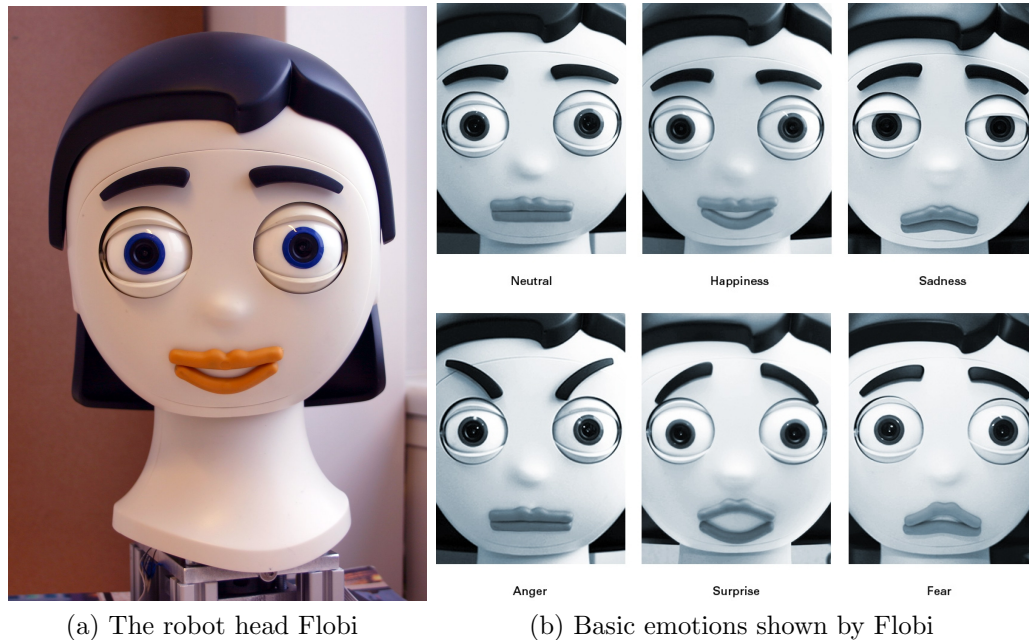 Neutral
Happiness
Sadness
Anger
Surprise
Fear
(a) The robot head Flobi
(b) Basic emotions shown by Flobi